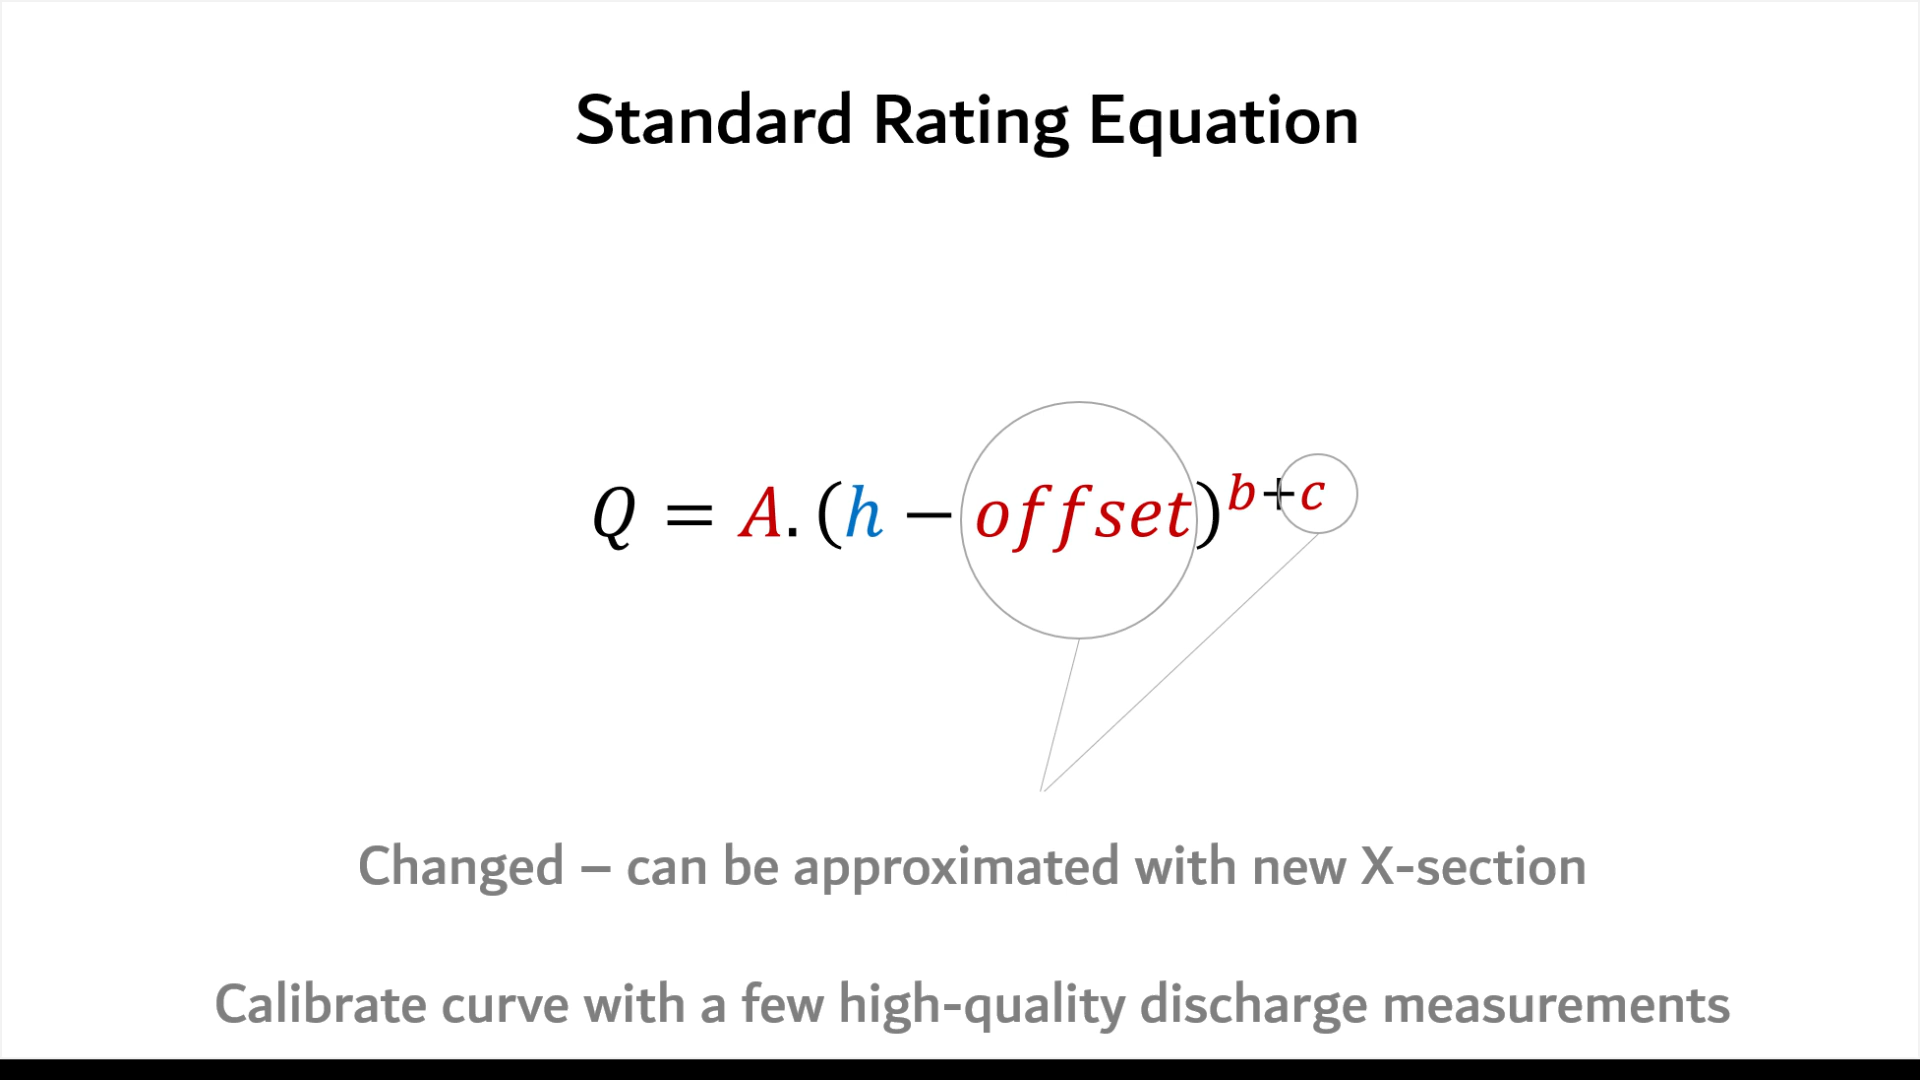 Standard Rating Equation
Q = A.(h − offset)^{b+c}
Changed – can be approximated with new X-section
Calibrate curve with a few high-quality discharge measurements